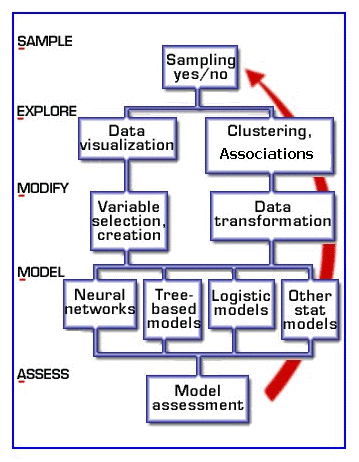 SAMPLE
Sampling
yes/no
EXPLORE
Data
visualization
Clustering,
Associations
MODIFY
Variable
selection,
creation
Data
transformation
MODEL
Neural
networks
Tree-
based
models
Logistic
models
Other
stat
models
ASSESS
Model
assessment